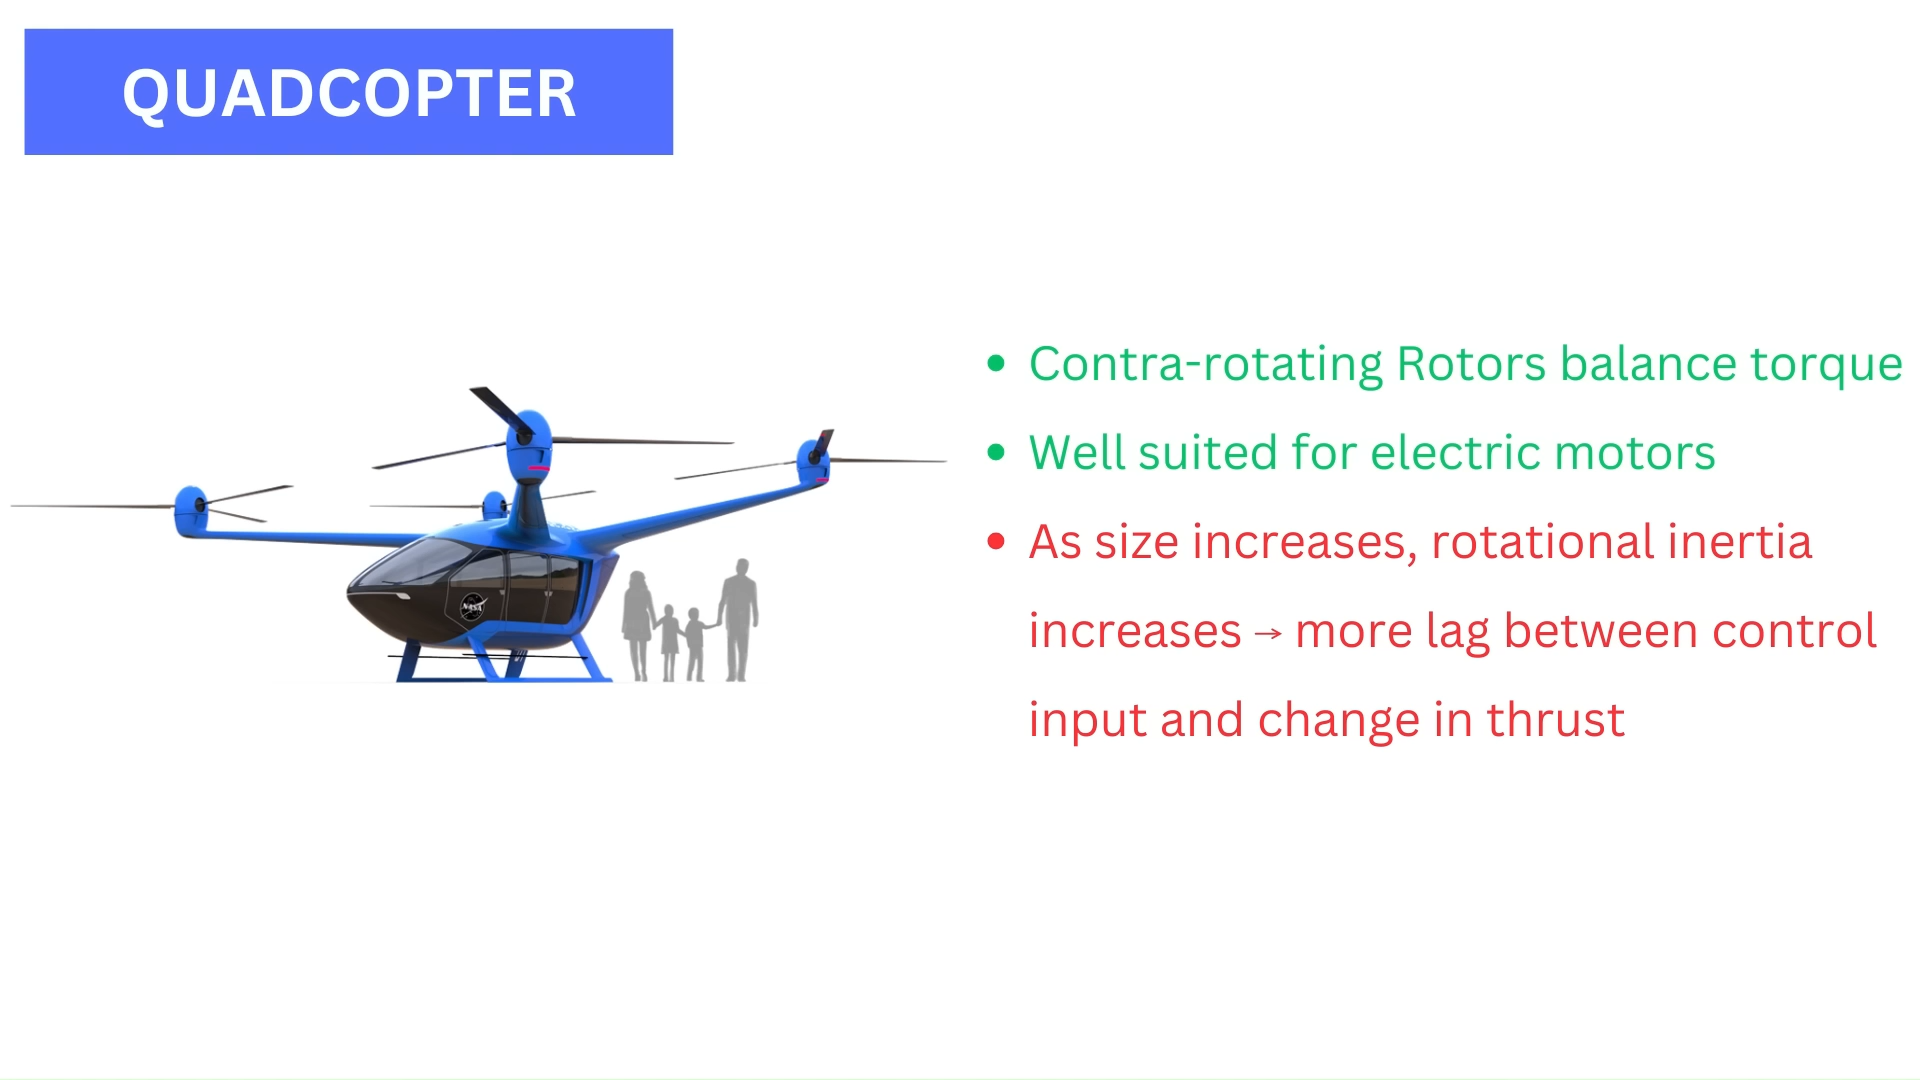 QUADCOPTER
• Contra-rotating Rotors balance torque
• Well suited for electric motors
• As size increases, rotational inertia
increases → more lag between control
input and change in thrust
NASA